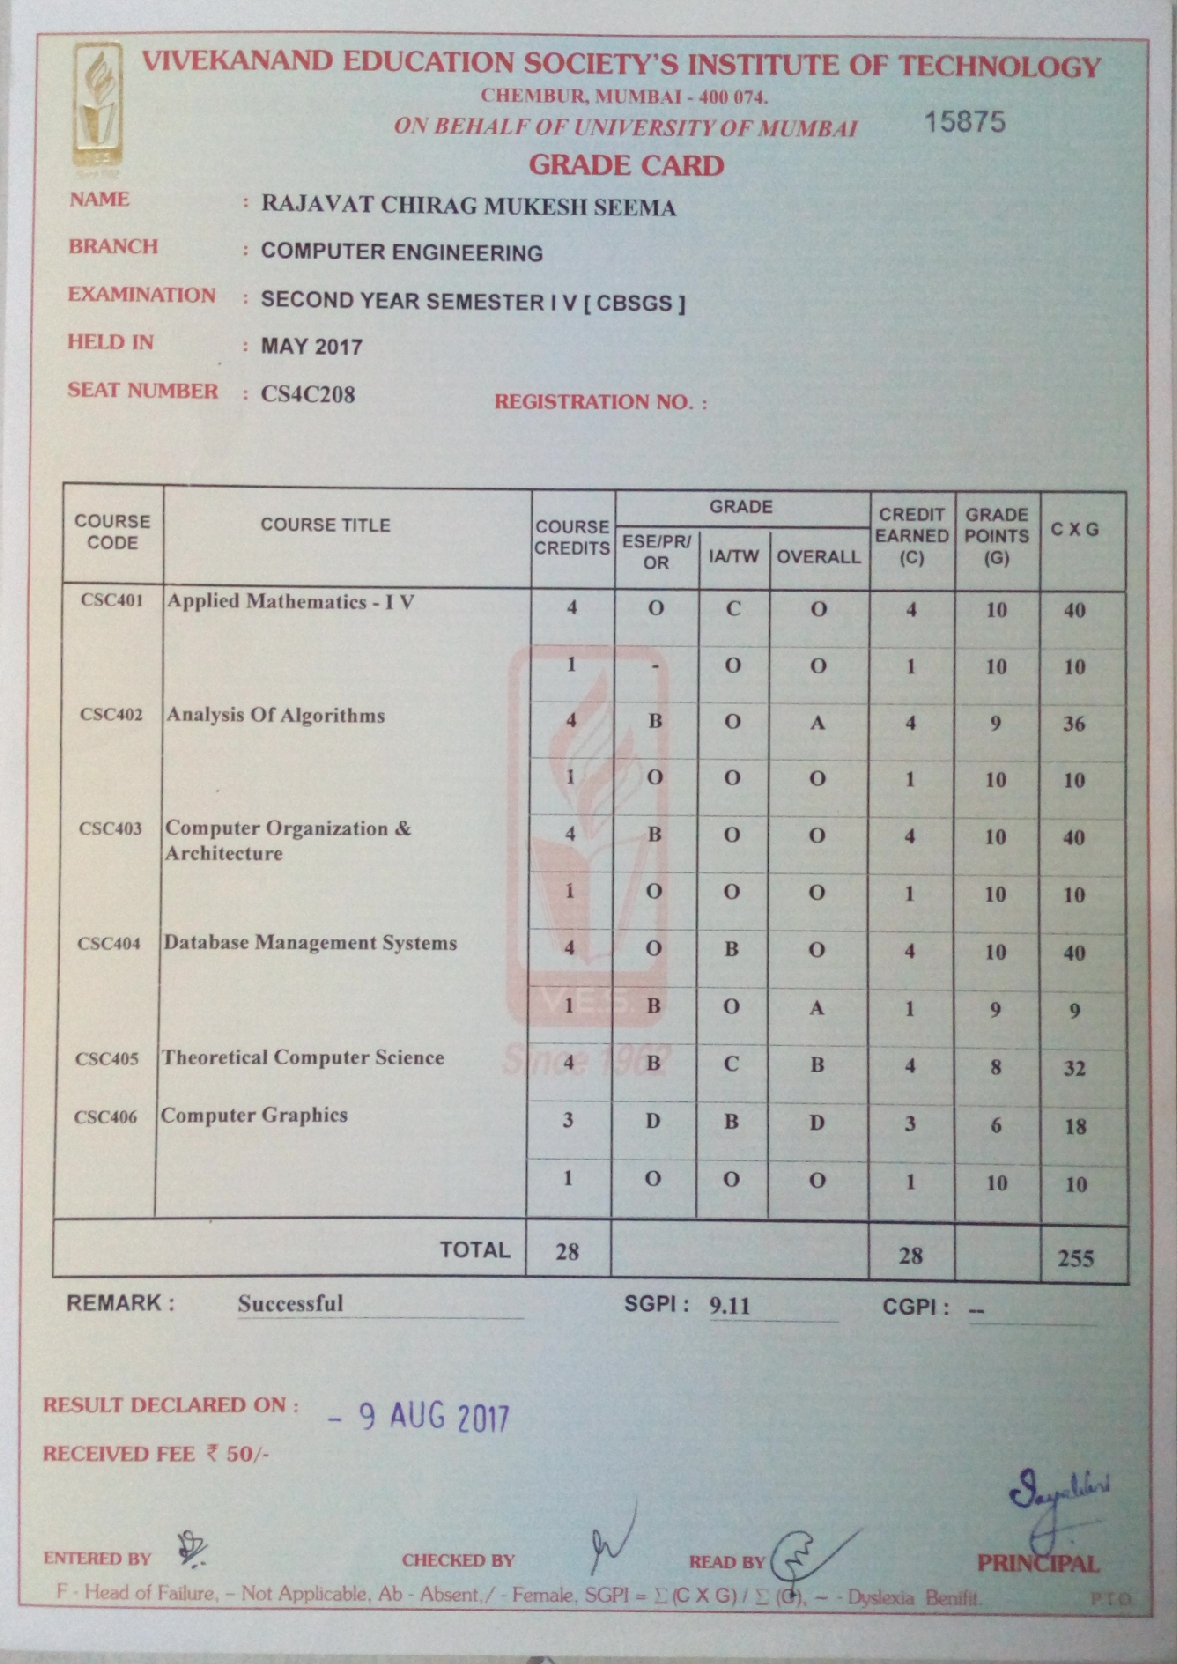 VIVEKANAND EDUCATION SOCIETY'S INSTITUTE OF TECHNOLOGY
CHEMBUR, MUMBAI - 400 074.
ON BEHALF OF UNIVERSITY OF MUMBAI 15875
GRADE CARD
NAME : RAJAVAT CHIRAG MUKESH SEEMA
BRANCH : COMPUTER ENGINEERING
EXAMINATION : SECOND YEAR SEMESTER I V [ CBSGS ]
HELD IN : MAY 2017
SEAT NUMBER : CS4C208 REGISTRATION NO. :
COURSE CODE COURSE TITLE COURSE CREDITS GRADE CREDIT EARNED (C) GRADE POINTS (G) C X G
ESE/PR/OR IA/TW OVERALL
CSC401 Applied Mathematics - I V 4 O C O 4 10 40
1 - O O 1 10 10
CSC402 Analysis Of Algorithms 4 B O A 4 9 36
1 O O O 1 10 10
CSC403 Computer Organization & 4 B O O 4 10 40
Architecture
1 O O O 1 10 10
CSC404 Database Management Systems 4 O B O 4 10 40
1 B O A 1 9 9
V.E.S.
CSC405 Theoretical Computer Science 4 B C B 4 8 32
Since 1962
CSC406 Computer Graphics 3 D B D 3 6 18
1 O O O 1 10 10
TOTAL 28 28 255
REMARK : Successful SGPI : 9.11 CGPI : --
RESULT DECLARED ON : - 9 AUG 2017
RECEIVED FEE ₹ 50/-
ENTERED BY CHECKED BY READ BY PRINCIPAL
F - Head of Failure, – Not Applicable, Ab - Absent, / - Female, SGPI = Σ (C X G) / Σ (C), ~ - Dyslexia Benifit.
P.T.O.